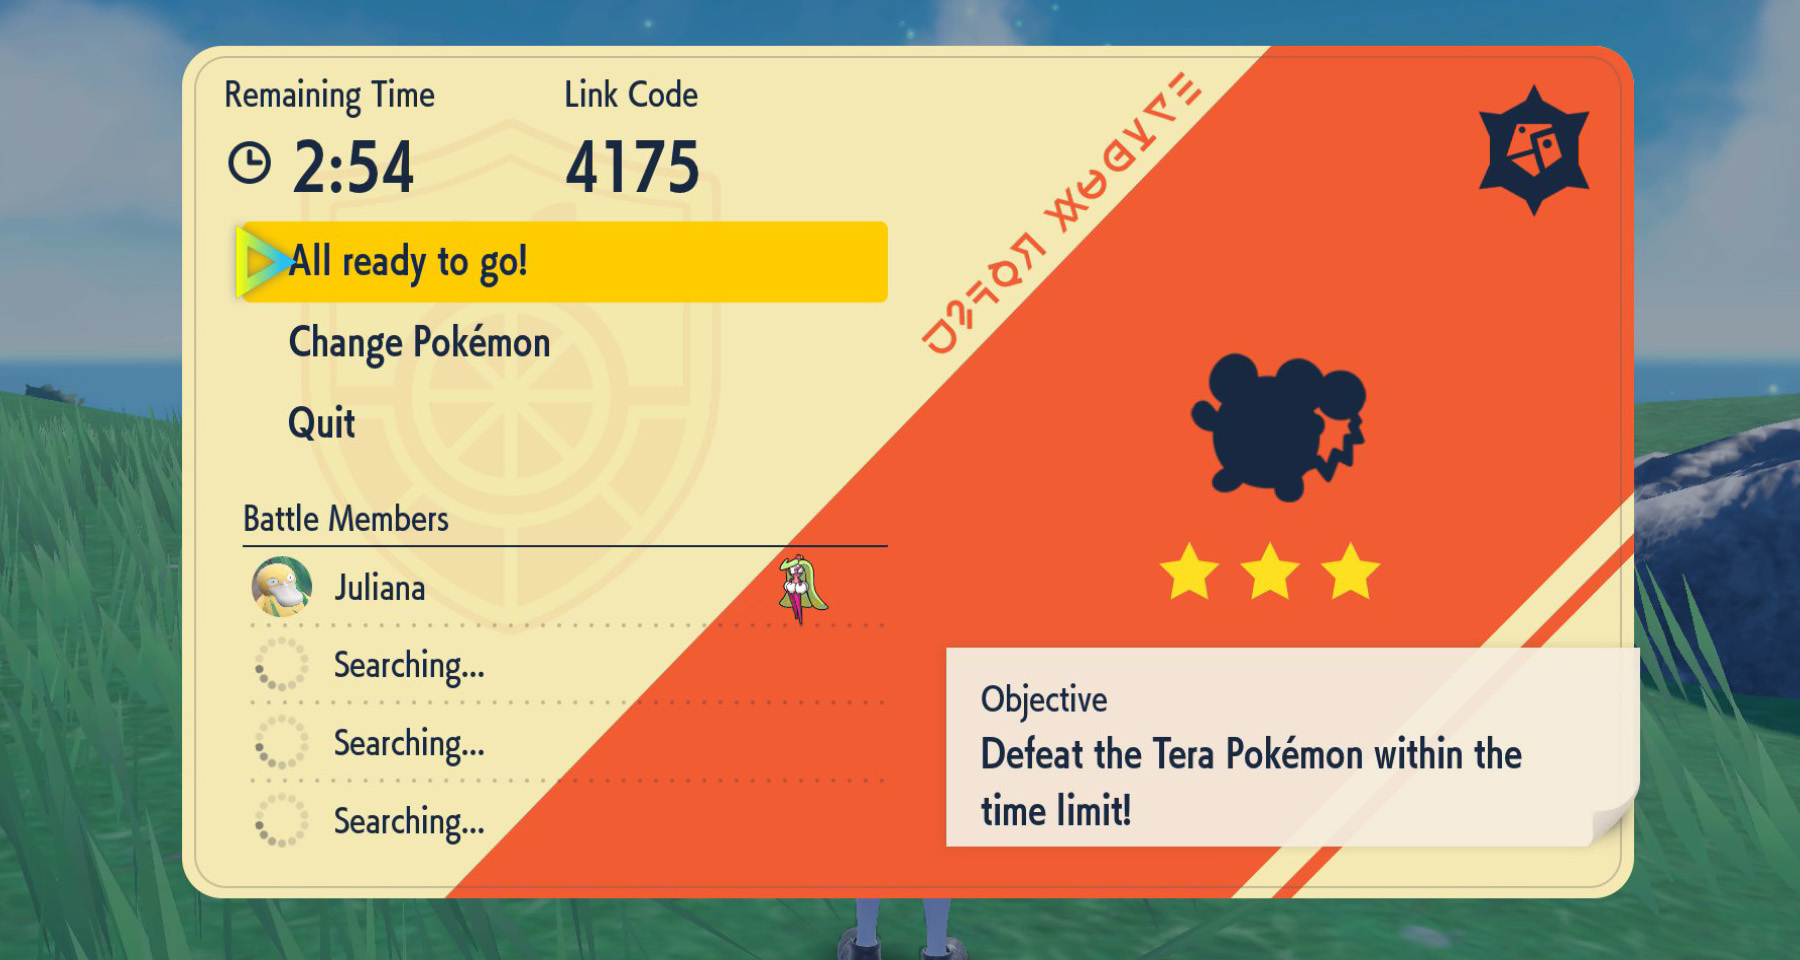 Remaining Time
Link Code
2:54
4175
All ready to go!
Change Pokémon
Quit
Battle Members
Juliana
Searching...
Searching...
Searching...
Objective
Defeat the Tera Pokémon within the
time limit!